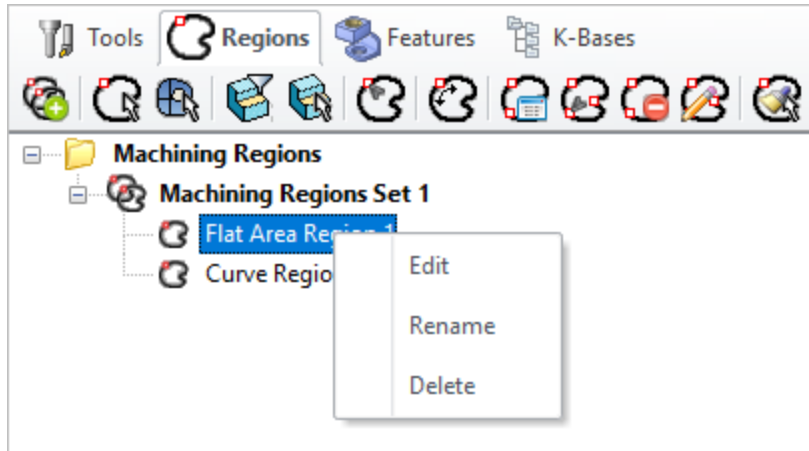 Tools Regions Features K-Bases
Machining Regions
Machining Regions Set 1
Flat Area Region 1
Curve Regio
Edit
Rename
Delete